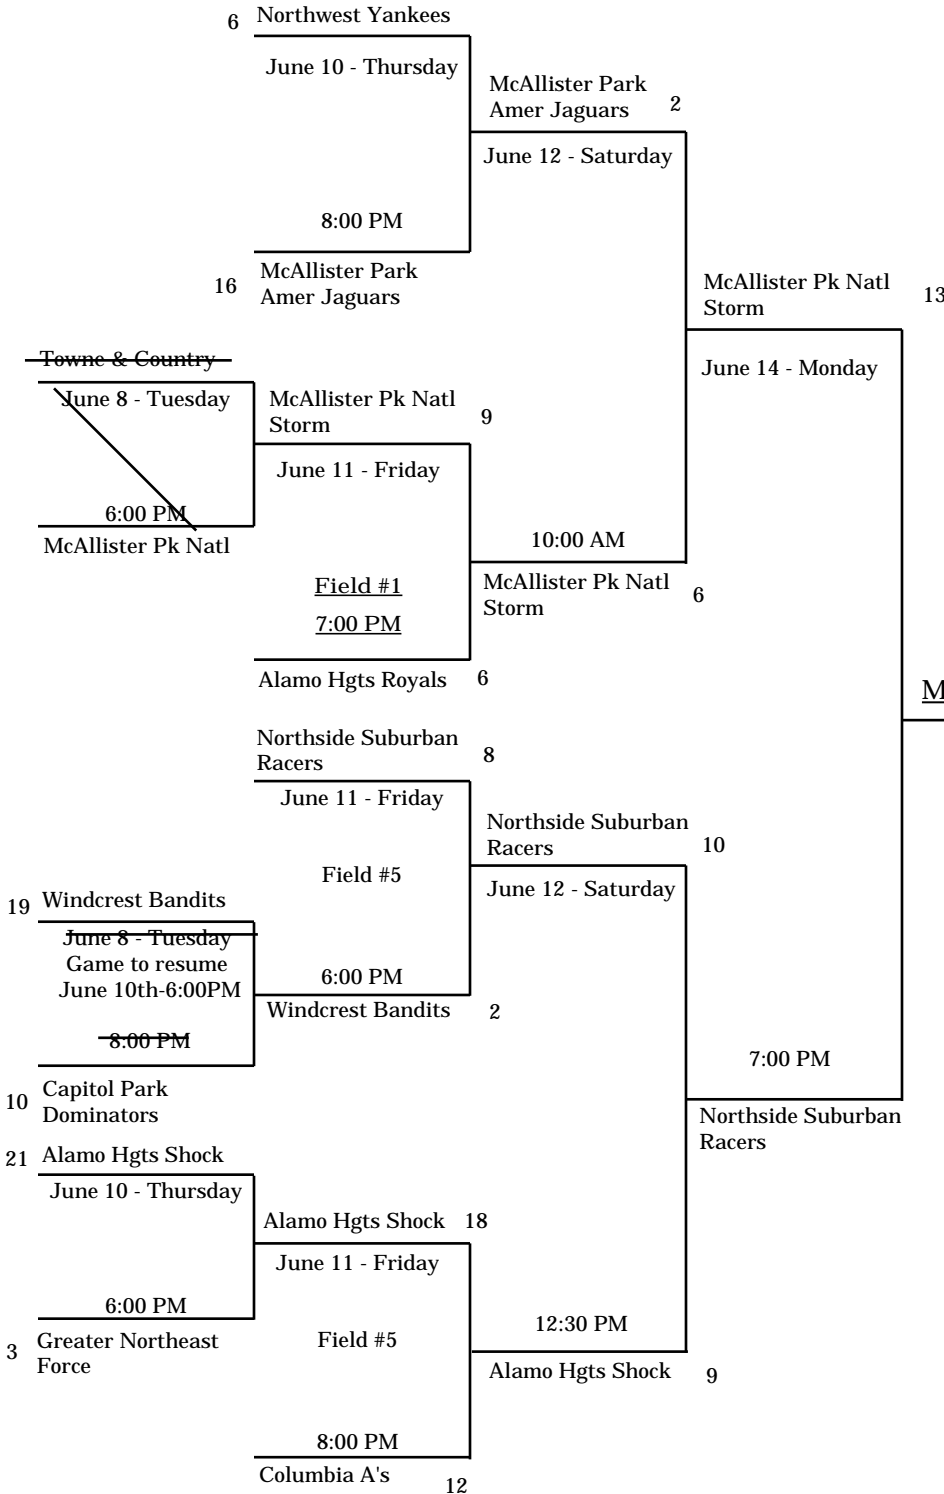 Northwest Yankees
6
June 10 - Thursday
McAllister Park
Amer Jaguars
2
June 12 - Saturday
8:00 PM
McAllister Park
Amer Jaguars
16
McAllister Pk Natl
Storm
13
Towne & Country
June 14 - Monday
June 8 - Tuesday
McAllister Pk Natl
Storm
9
June 11 - Friday
6:00 PM
McAllister Pk Natl
10:00 AM
Field #1
McAllister Pk Natl
Storm
6
7:00 PM
Alamo Hgts Royals
6
M
Northside Suburban
Racers
8
June 11 - Friday
Northside Suburban
Racers
10
Field #5
June 12 - Saturday
19
Windcrest Bandits
June 8 - Tuesday
Game to resume
June 10th-6:00PM
6:00 PM
Windcrest Bandits
2
8:00 PM
7:00 PM
Capitol Park
Dominators
10
Northside Suburban
Racers
21
Alamo Hgts Shock
June 10 - Thursday
Alamo Hgts Shock
18
June 11 - Friday
6:00 PM
12:30 PM
Greater Northeast
Force
3
Field #5
Alamo Hgts Shock
9
8:00 PM
Columbia A's
12